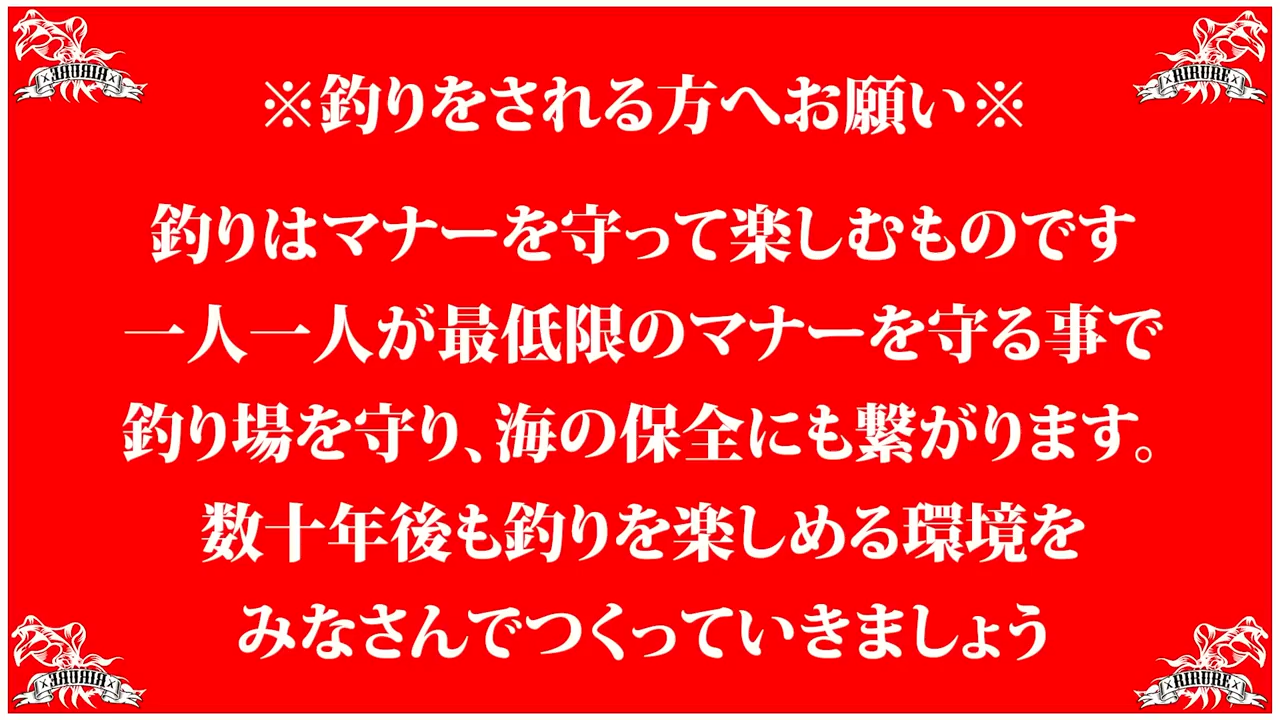 ※釣りをされる方へお願い※
釣りはマナーを守って楽しむものです
一人一人が最低限のマナーを守る事で
釣り場を守り、海の保全にも繋がります。
数十年後も釣りを楽しめる環境を
みなさんでつくっていきましょう
RIRURE
RIRURE